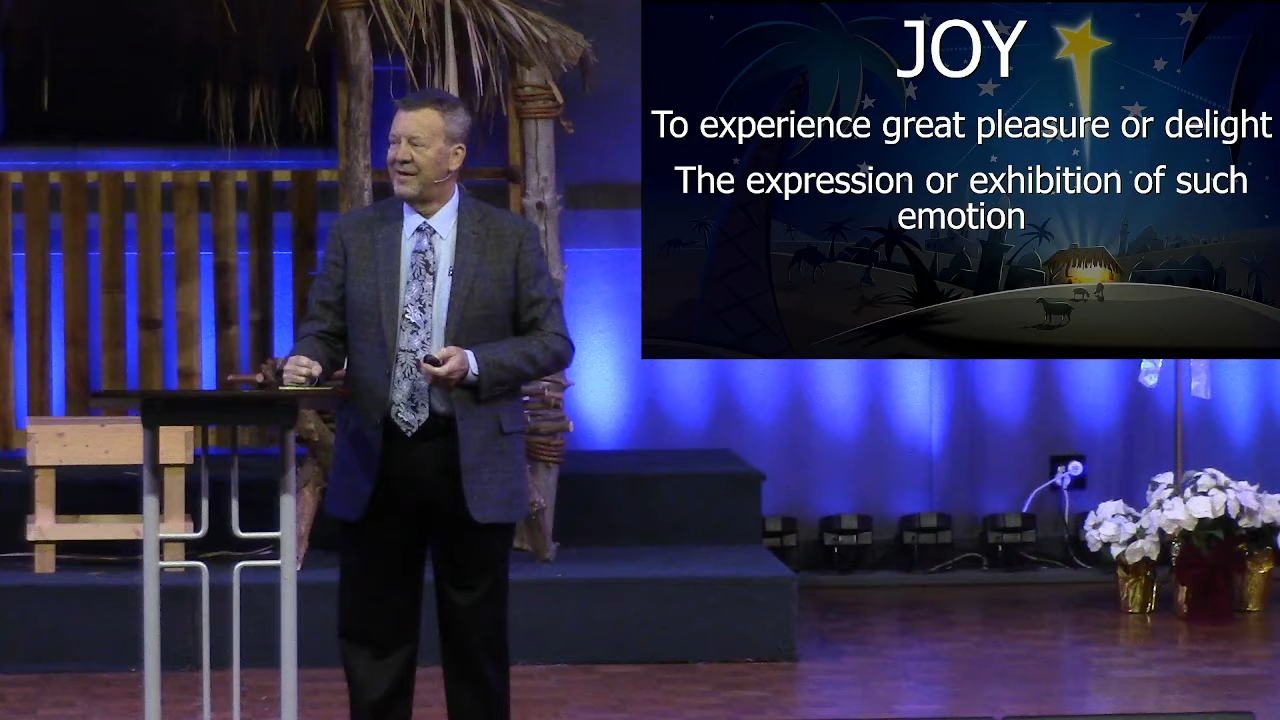 JOY
To experience great pleasure or delight
The expression or exhibition of such
emotion